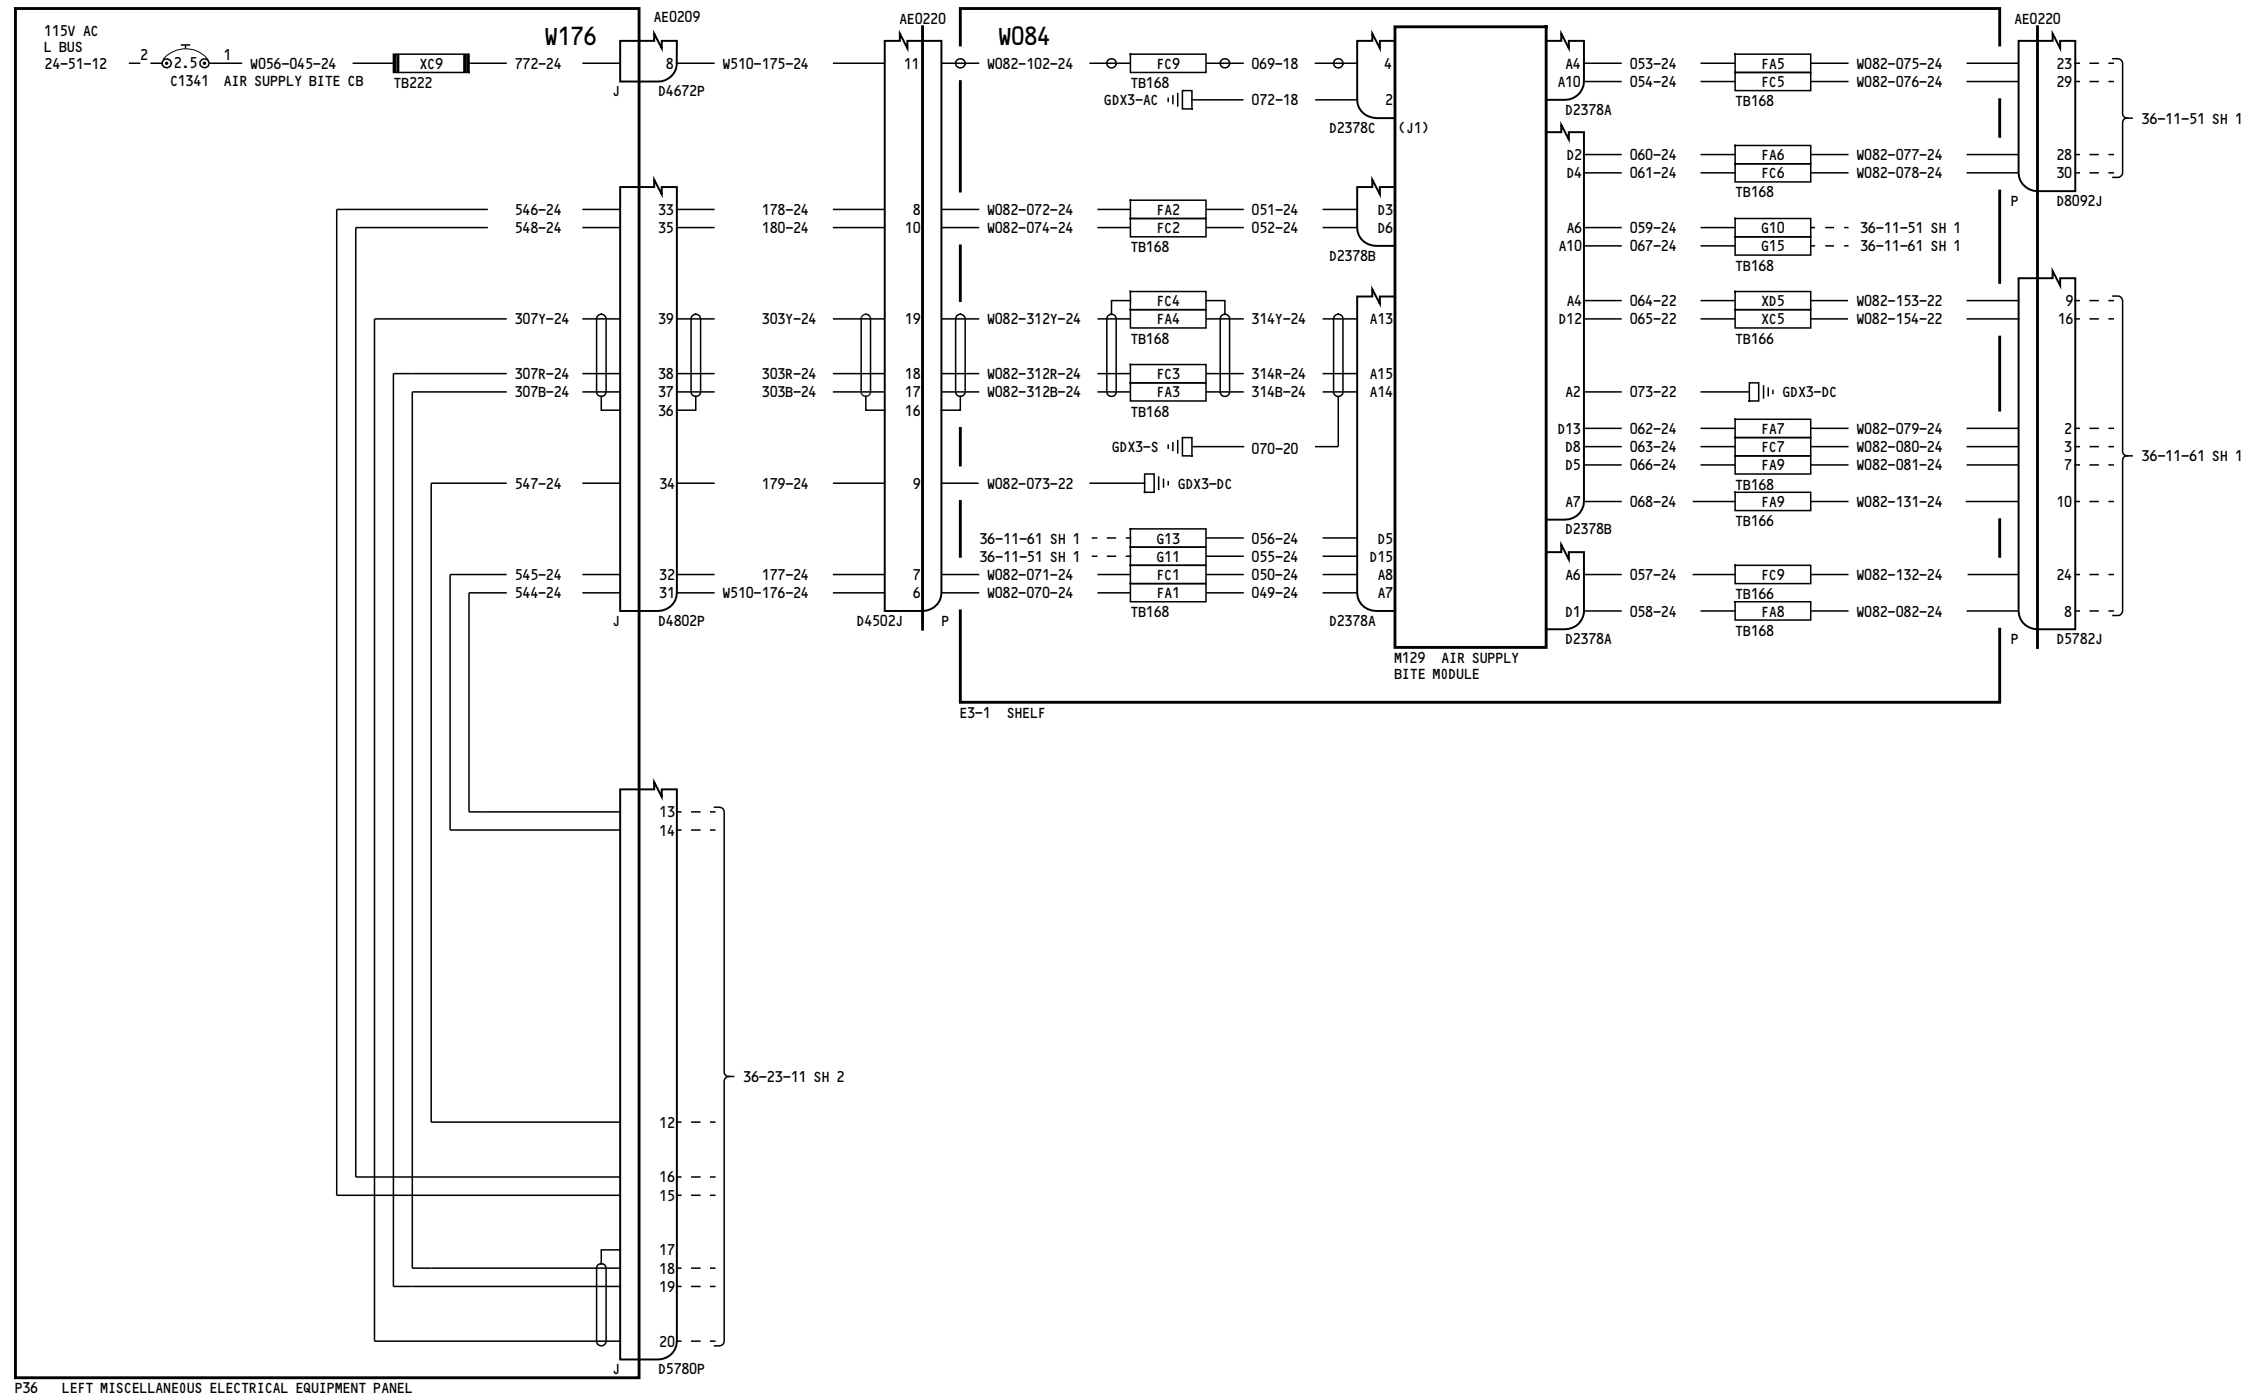 115V AC
L BUS
24-51-12
2
2.5
1
C1341 AIR SUPPLY BITE CB
W056-045-24
XC9
TB222
772-24
W176
AE0209
8
J
D4672P
W510-175-24
AE0220
11
W084
W082-102-24
FC9
TB168
069-18
4
GDX3-AC
072-18
2
D2378C
(J1)
546-24
33
178-24
8
W082-072-24
FA2
051-24
D3
548-24
35
180-24
10
W082-074-24
FC2
052-24
D6
TB168
D2378B
FC4
307Y-24
39
303Y-24
19
W082-312Y-24
FA4
314Y-24
A13
TB168
307R-24
38
303R-24
18
W082-312R-24
FC3
314R-24
A15
307B-24
37
303B-24
17
W082-312B-24
FA3
314B-24
A14
36
16
TB168
GDX3-S
070-20
547-24
34
179-24
9
W082-073-22
GDX3-DC
36-11-61 SH 1
G13
056-24
D5
36-11-51 SH 1
G11
055-24
D15
545-24
32
177-24
7
W082-071-24
FC1
050-24
A8
544-24
31
W510-176-24
6
W082-070-24
FA1
049-24
A7
TB168
J
D4802P
D4502J
P
D2378A
M129 AIR SUPPLY
BITE MODULE
E3-1 SHELF
A4
053-24
FA5
W082-075-24
A10
054-24
FC5
W082-076-24
TB168
D2378A
D2
060-24
FA6
W082-077-24
D4
061-24
FC6
W082-078-24
TB168
A6
059-24
G10
36-11-51 SH 1
A10
067-24
G15
36-11-61 SH 1
TB168
A4
064-22
XD5
W082-153-22
D12
065-22
XC5
W082-154-22
TB166
A2
073-22
GDX3-DC
D13
062-24
FA7
W082-079-24
D8
063-24
FC7
W082-080-24
D5
066-24
FA9
W082-081-24
TB168
A7
068-24
FA9
W082-131-24
TB166
D2378B
A6
057-24
FC9
W082-132-24
TB166
D1
058-24
FA8
W082-082-24
TB168
D2378A
AE0220
23
29
28
30
P
D8092J
36-11-51 SH 1
9
16
2
3
7
10
24
8
P
D5782J
36-11-61 SH 1
13
14
12
16
15
17
18
19
20
36-23-11 SH 2
J
D5780P
P36 LEFT MISCELLANEOUS ELECTRICAL EQUIPMENT PANEL